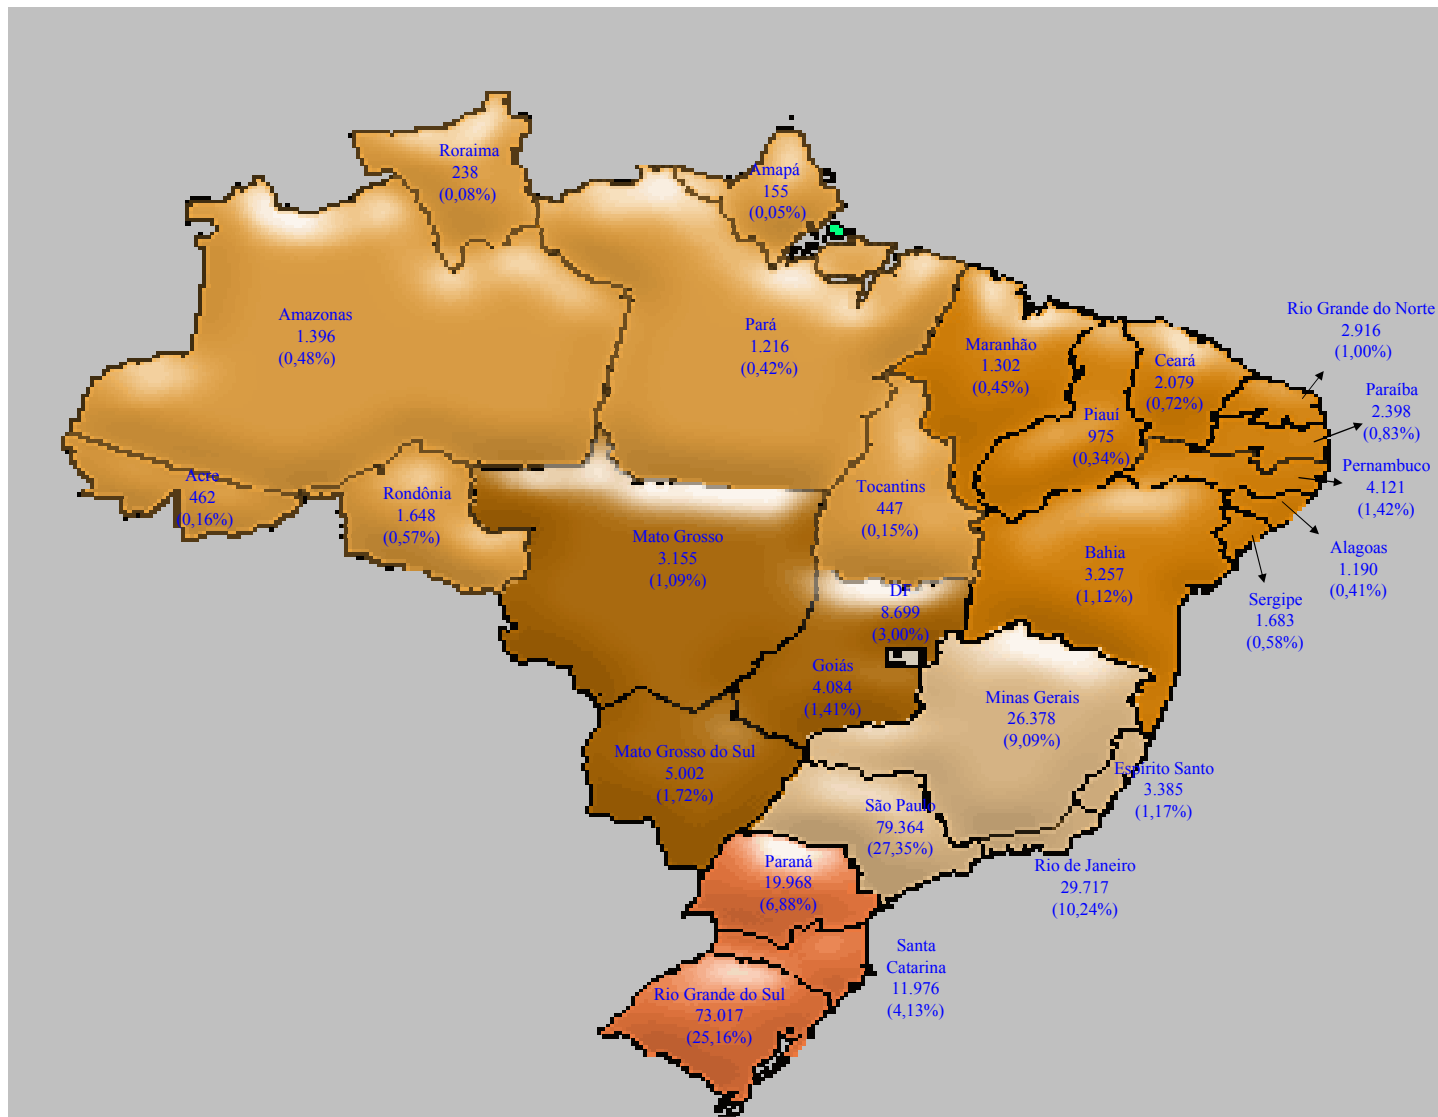 Roraima
238
(0,08%)
Amapá
155
(0,05%)
Amazonas
1.396
(0,48%)
Pará
1.216
(0,42%)
Maranhão
1.302
(0,45%)
Piauí
975
(0,34%)
Ceará
2.079
(0,72%)
Rio Grande do Norte
2.916
(1,00%)
Paraíba
2.398
(0,83%)
Pernambuco
4.121
(1,42%)
Alagoas
1.190
(0,41%)
Sergipe
1.683
(0,58%)
Acre
462
(0,16%)
Rondônia
1.648
(0,57%)
Tocantins
447
(0,15%)
Mato Grosso
3.155
(1,09%)
Bahia
3.257
(1,12%)
DF
8.699
(3,00%)
Goiás
4.084
(1,41%)
Minas Gerais
26.378
(9,09%)
Mato Grosso do Sul
5.002
(1,72%)
Espirito Santo
3.385
(1,17%)
São Paulo
79.364
(27,35%)
Rio de Janeiro
29.717
(10,24%)
Paraná
19.968
(6,88%)
Santa
Catarina
11.976
(4,13%)
Rio Grande do Sul
73.017
(25,16%)